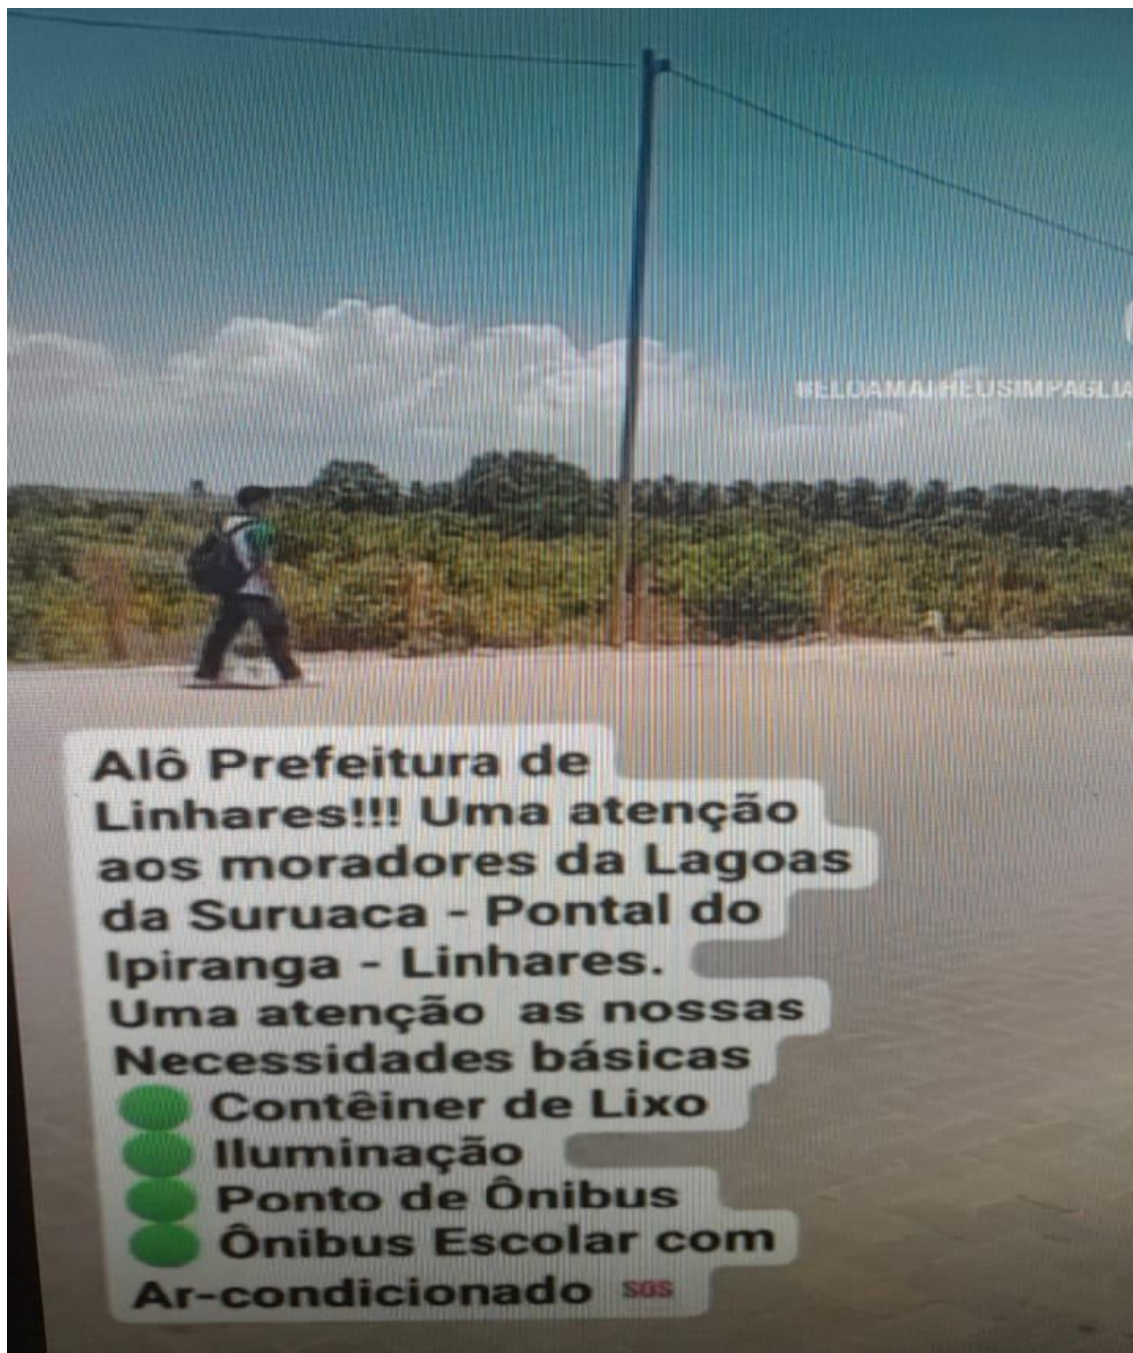 Alô Prefeitura de
Linhares!!! Uma atenção
aos moradores da Lagoas
da Suruaca - Pontal do
Ipiranga - Linhares.
Uma atenção as nossas
Necessidades básicas
🟢 Contêiner de Lixo
🟢 Iluminação
🟢 Ponto de Ônibus
🟢 Ônibus Escolar com
Ar-condicionado SOS